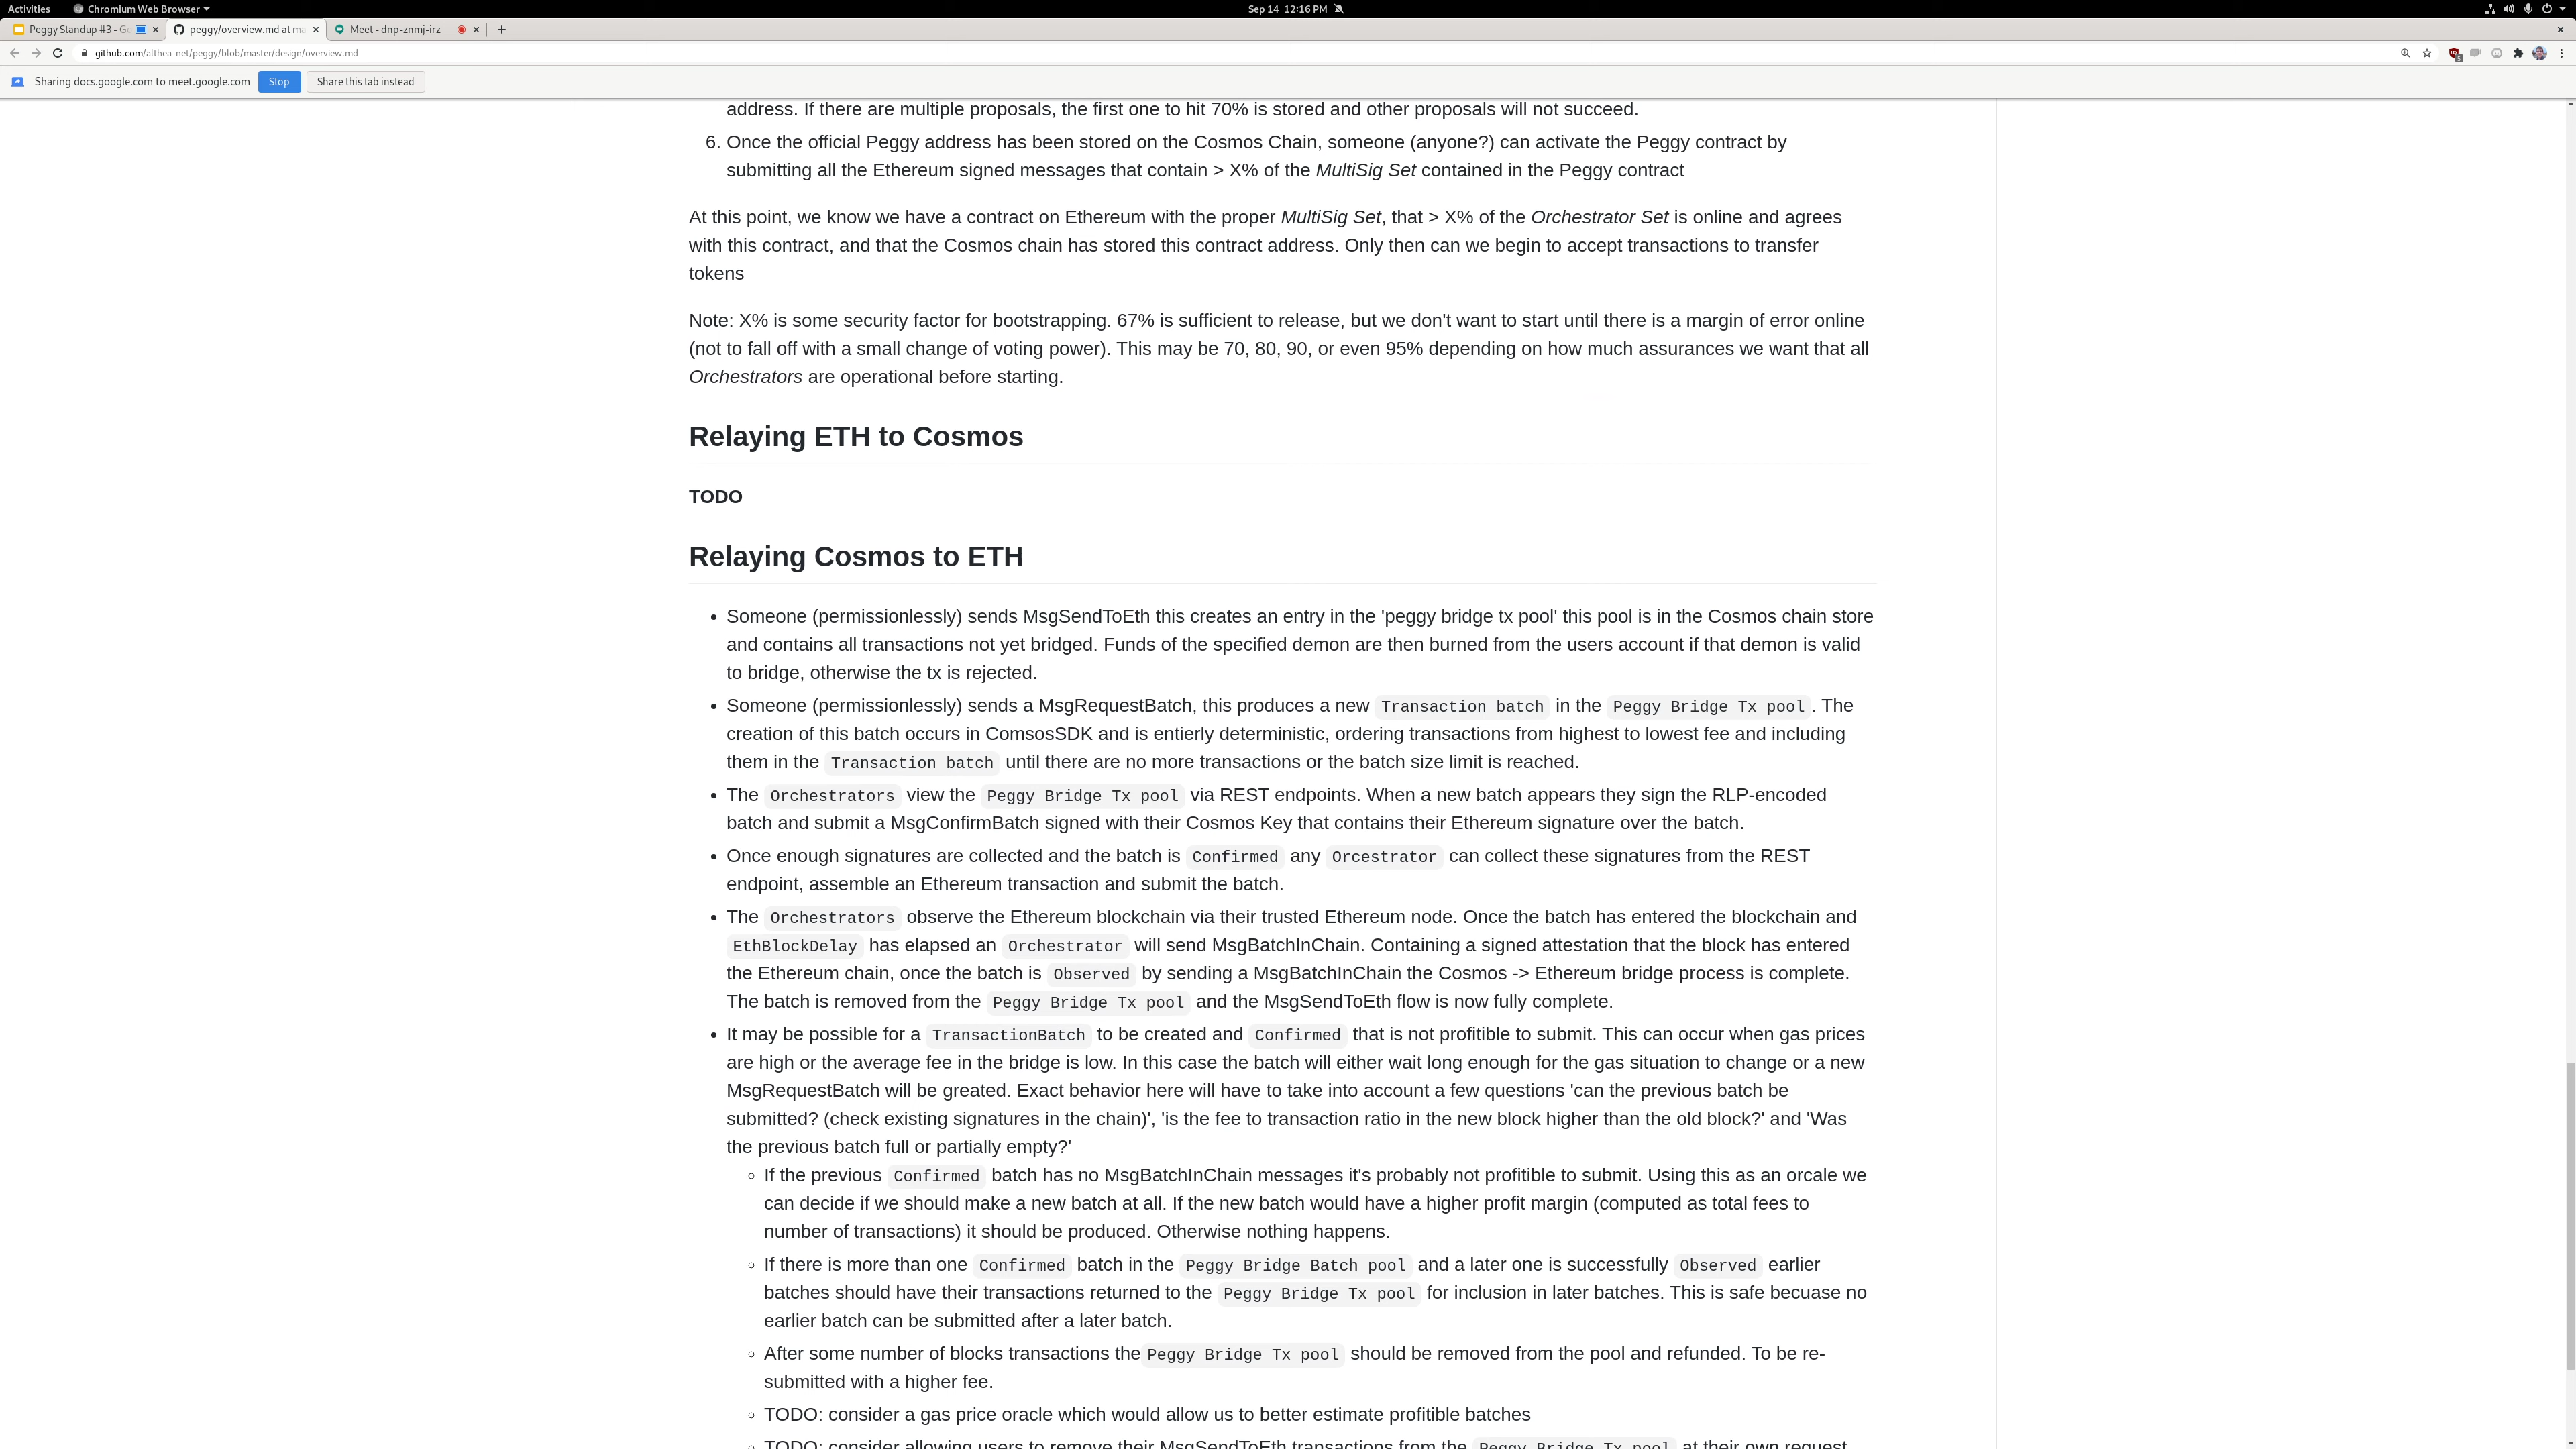 Activities
Chromium Web Browser
Sep 14 12:16 PM
Peggy Standup #3 - Go
peggy/overview.md at ma
Meet - dnp-znmj-irz
github.com/althea-net/peggy/blob/master/design/overview.md
Sharing docs.google.com to meet.google.com
Stop
Share this tab instead
address. If there are multiple proposals, the first one to hit 70% is stored and other proposals will not succeed.
6. Once the official Peggy address has been stored on the Cosmos Chain, someone (anyone?) can activate the Peggy contract by
submitting all the Ethereum signed messages that contain > X% of the MultiSig Set contained in the Peggy contract
At this point, we know we have a contract on Ethereum with the proper MultiSig Set, that > X% of the Orchestrator Set is online and agrees
with this contract, and that the Cosmos chain has stored this contract address. Only then can we begin to accept transactions to transfer
tokens
Note: X% is some security factor for bootstrapping. 67% is sufficient to release, but we don't want to start until there is a margin of error online
(not to fall off with a small change of voting power). This may be 70, 80, 90, or even 95% depending on how much assurances we want that all
Orchestrators are operational before starting.
Relaying ETH to Cosmos
TODO
Relaying Cosmos to ETH
• Someone (permissionlessly) sends MsgSendToEth this creates an entry in the 'peggy bridge tx pool' this pool is in the Cosmos chain store
and contains all transactions not yet bridged. Funds of the specified demon are then burned from the users account if that demon is valid
to bridge, otherwise the tx is rejected.
• Someone (permissionlessly) sends a MsgRequestBatch, this produces a new Transaction batch in the Peggy Bridge Tx pool. The
creation of this batch occurs in ComsosSDK and is entierly deterministic, ordering transactions from highest to lowest fee and including
them in the Transaction batch until there are no more transactions or the batch size limit is reached.
• The Orchestrators view the Peggy Bridge Tx pool via REST endpoints. When a new batch appears they sign the RLP-encoded
batch and submit a MsgConfirmBatch signed with their Cosmos Key that contains their Ethereum signature over the batch.
• Once enough signatures are collected and the batch is Confirmed any Orcestrator can collect these signatures from the REST
endpoint, assemble an Ethereum transaction and submit the batch.
• The Orchestrators observe the Ethereum blockchain via their trusted Ethereum node. Once the batch has entered the blockchain and
EthBlockDelay has elapsed an Orchestrator will send MsgBatchInChain. Containing a signed attestation that the block has entered
the Ethereum chain, once the batch is Observed by sending a MsgBatchInChain the Cosmos -> Ethereum bridge process is complete.
The batch is removed from the Peggy Bridge Tx pool and the MsgSendToEth flow is now fully complete.
• It may be possible for a TransactionBatch to be created and Confirmed that is not profitible to submit. This can occur when gas prices
are high or the average fee in the bridge is low. In this case the batch will either wait long enough for the gas situation to change or a new
MsgRequestBatch will be greated. Exact behavior here will have to take into account a few questions 'can the previous batch be
submitted? (check existing signatures in the chain)', 'is the fee to transaction ratio in the new block higher than the old block?' and 'Was
the previous batch full or partially empty?'
◦ If the previous Confirmed batch has no MsgBatchInChain messages it's probably not profitible to submit. Using this as an orcale we
can decide if we should make a new batch at all. If the new batch would have a higher profit margin (computed as total fees to
number of transactions) it should be produced. Otherwise nothing happens.
◦ If there is more than one Confirmed batch in the Peggy Bridge Batch pool and a later one is successfully Observed earlier
batches should have their transactions returned to the Peggy Bridge Tx pool for inclusion in later batches. This is safe becuase no
earlier batch can be submitted after a later batch.
◦ After some number of blocks transactions the Peggy Bridge Tx pool should be removed from the pool and refunded. To be re-
submitted with a higher fee.
◦ TODO: consider a gas price oracle which would allow us to better estimate profitible batches
◦ TODO: consider allowing users to remove their MsgSendToEth transactions from the Peggy Bridge Tx pool at their own request